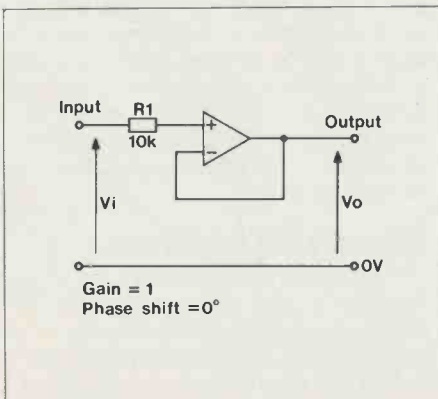 Input
R1
10k
+
−
Output
Vi
Vo
0V
Gain = 1
Phase shift = 0°